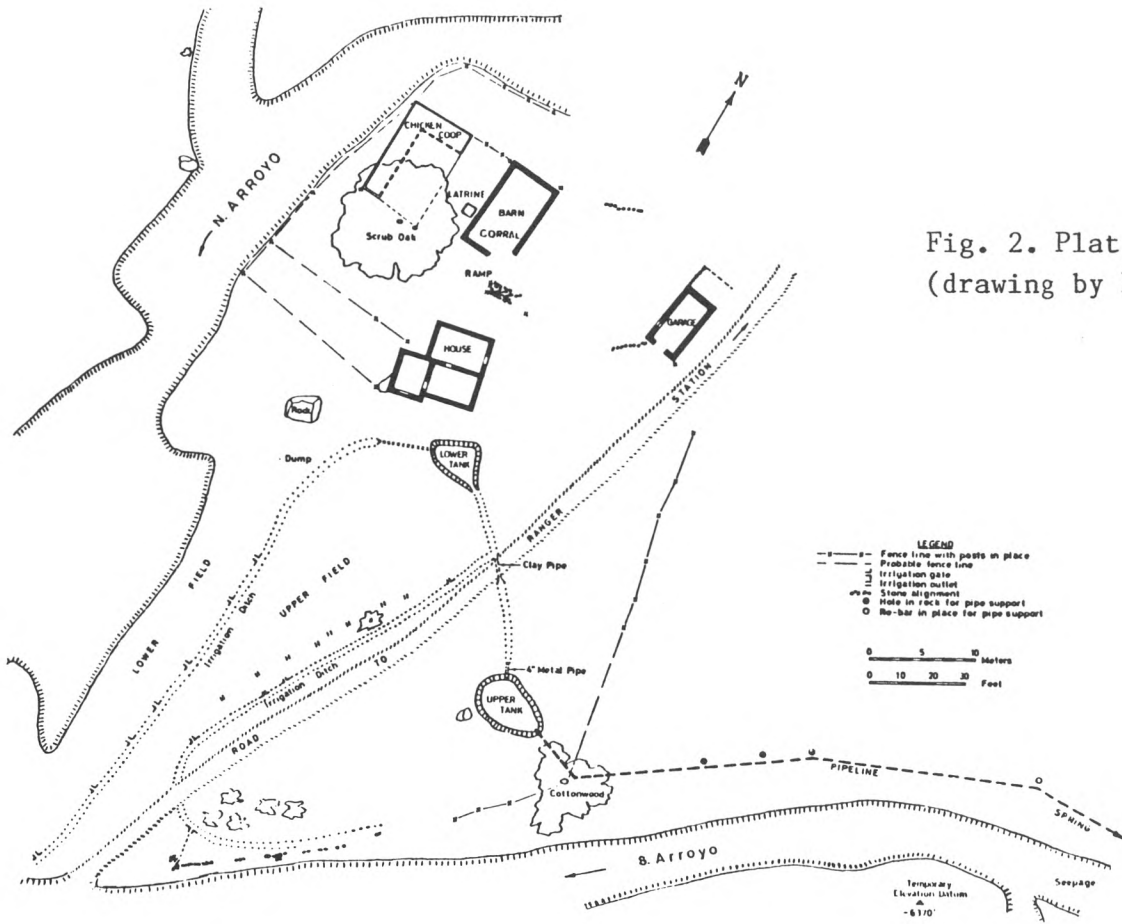 N
N. ARROYO
CHICKEN
COOP
LATRINE
BARN
CORRAL
Scrub Oak
RAMP
Fig. 2. Plat
(drawing by
HOUSE
GARAGE
Rock
Dump
LOWER
TANK
ROAD TO RANGER STATION
Clay Pipe
LOWER FIELD
UPPER FIELD
Irrigation Ditch
Irrigation Ditch
4" Metal Pipe
UPPER
TANK
LEGEND
Fence line with posts in place
Probable fence line
Irrigation gate
Irrigation outlet
Stone alignment
Hole in rock for pipe support
Re-bar in place for pipe support
0 5 10 Meters
0 10 20 30 Feet
PIPELINE
SPRING
Cottonwood
S. Arroyo
Temporary
Elevation Datum
~6370'
Seepage